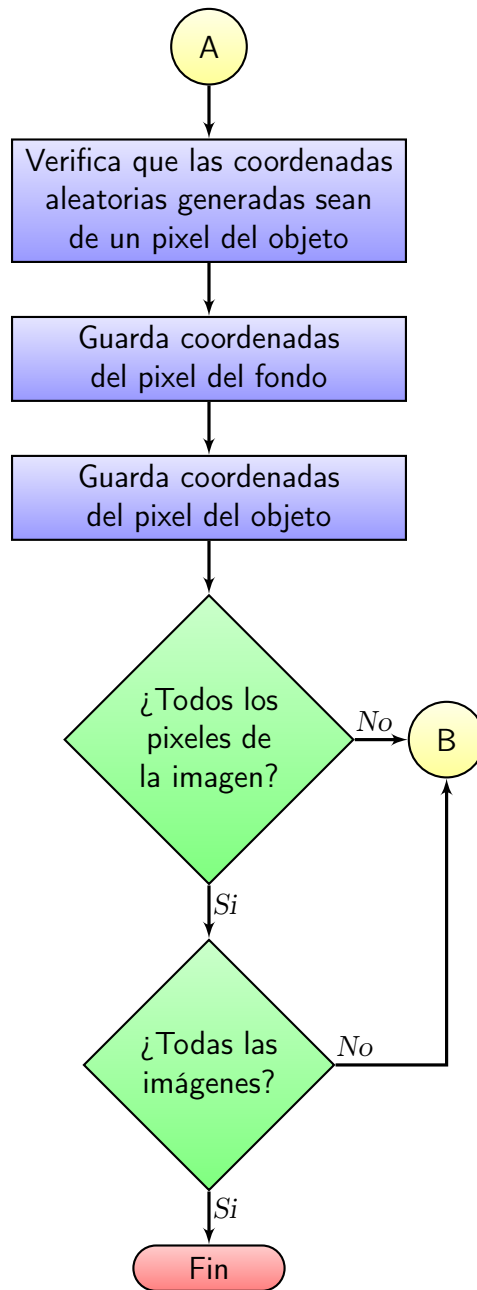 A
Verifica que las coordenadas
aleatorias generadas sean
de un pixel del objeto
Guarda coordenadas
del pixel del fondo
Guarda coordenadas
del pixel del objeto
¿Todos los
pixeles de
la imagen?
No
B
Si
¿Todas las
imágenes?
No
Si
Fin